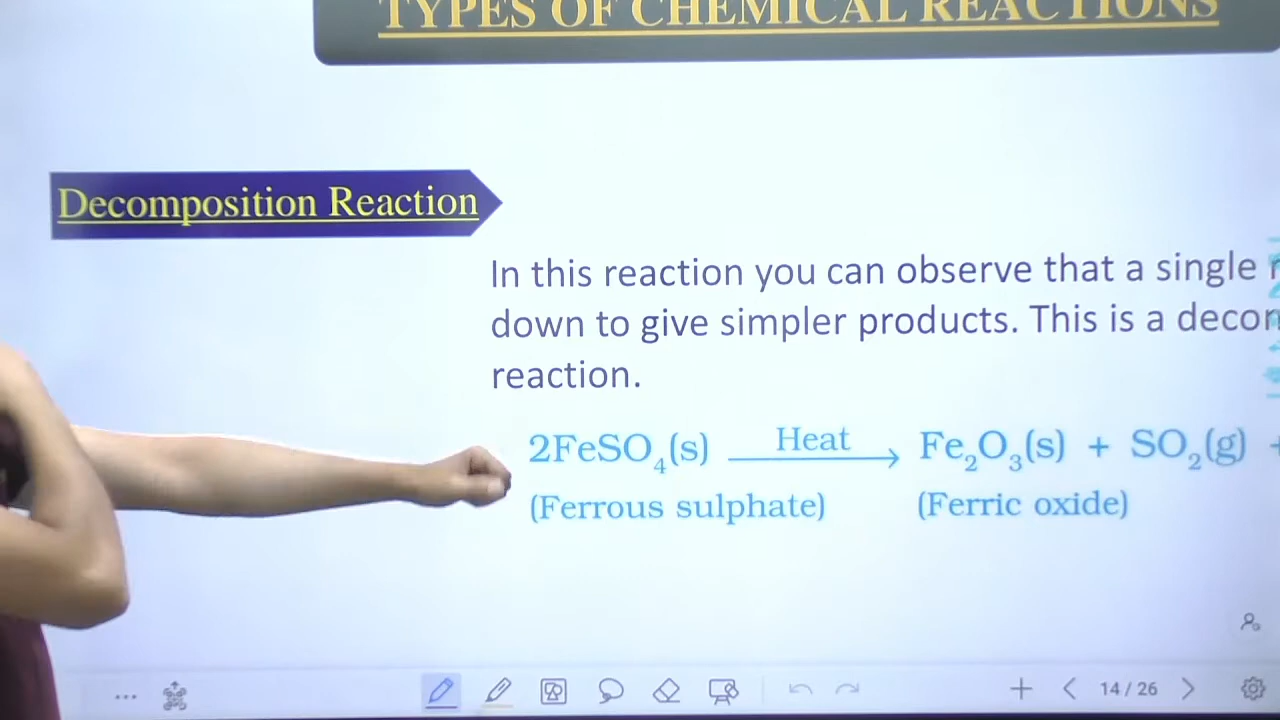 TYPES OF CHEMICAL REACTIONS
Decomposition Reaction
In this reaction you can observe that a single
down to give simpler products. This is a
reaction.
2FeSO₄(s) Heat → Fe₂O₃(s) + SO₂(g) +
(Ferrous sulphate) (Ferric oxide)
14 / 26